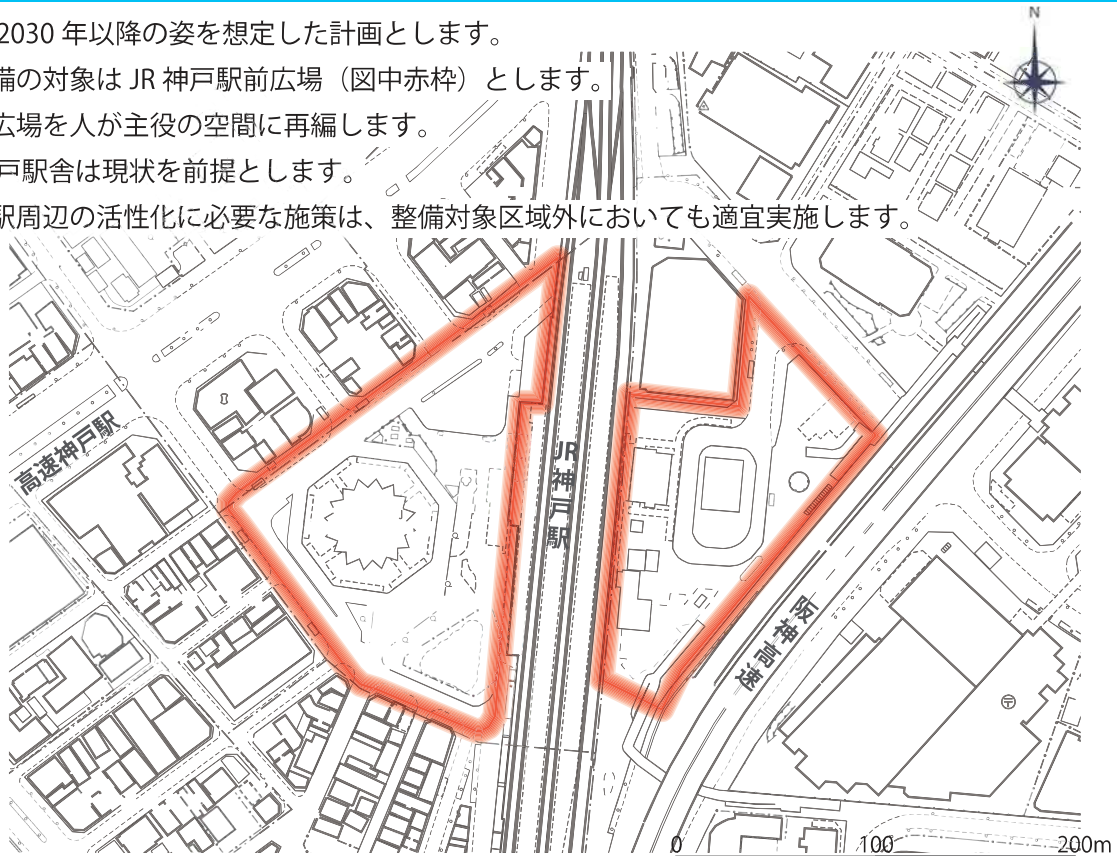 2030 年以降の姿を想定した計画とします。
備の対象は JR 神戸駅前広場（図中赤枠）とします。
広場を人が主役の空間に再編します。
戸駅舎は現状を前提とします。
駅周辺の活性化に必要な施策は、整備対象区域外においても適宜実施します。
N
高速神戸駅
JR神戸駅
阪神高速
0 100 200m